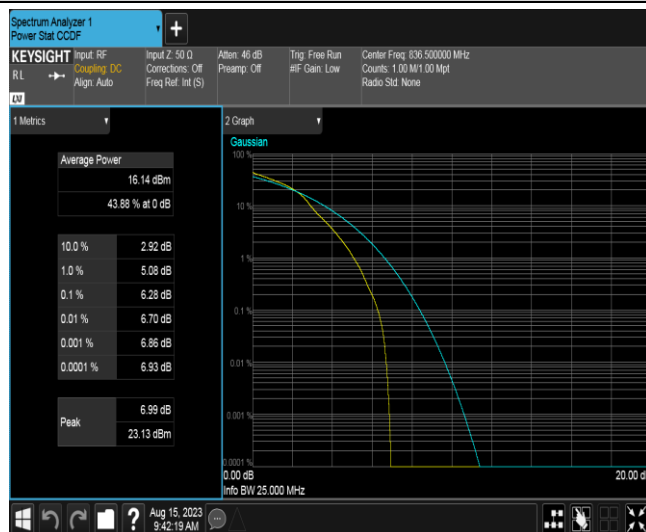 Spectrum Analyzer 1
Power Stat CCDF
+
KEYSIGHT
RL
Input: RF
Coupling: DC
Align: Auto
Input Z: 50 Ω
Corrections: Off
Freq Ref: Int (S)
Atten: 46 dB
Preamp: Off
Trig: Free Run
#IF Gain: Low
Center Freq: 836.500000 MHz
Counts: 1.00 M/1.00 Mpt
Radio Std: None
LXI
1 Metrics
Average Power
16.14 dBm
43.88 % at 0 dB
10.0 % 2.92 dB
1.0 % 5.08 dB
0.1 % 6.28 dB
0.01 % 6.70 dB
0.001 % 6.86 dB
0.0001 % 6.93 dB
Peak
6.99 dB
23.13 dBm
2 Graph
Gaussian
100 %
10 %
1 %
0.1 %
0.01 %
0.001 %
0.0001 %
0.00 dB
20.00 dB
Info BW 25.000 MHz
?
Aug 15, 2023
9:42:19 AM